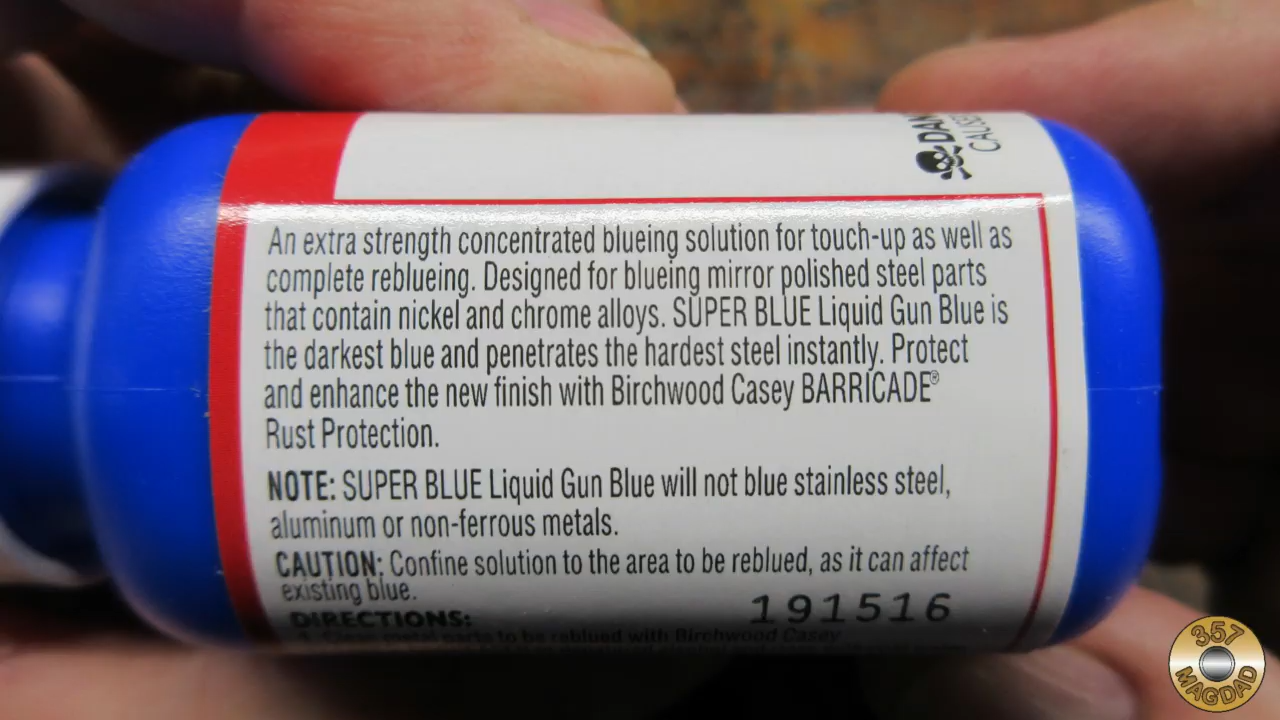 DAN
CAUSE
An extra strength concentrated blueing solution for touch-up as well as
complete reblueing. Designed for blueing mirror polished steel parts
that contain nickel and chrome alloys. SUPER BLUE Liquid Gun Blue is
the darkest blue and penetrates the hardest steel instantly. Protect
and enhance the new finish with Birchwood Casey BARRICADE®
Rust Protection.
NOTE: SUPER BLUE Liquid Gun Blue will not blue stainless steel,
aluminum or non-ferrous metals.
CAUTION: Confine solution to the area to be reblued, as it can affect
existing blue.
191516
DIRECTIONS:
1. Clean metal parts to be reblued with Birchwood Casey
357
MAGDAD